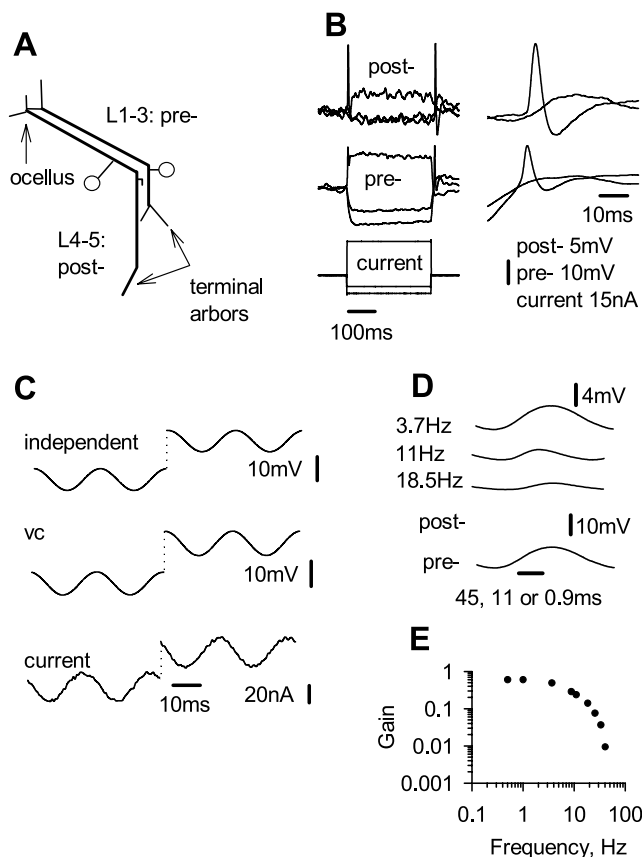 A
L1-3: pre-
ocellus
L4-5:
post-
terminal
arbors
B
post-
pre-
current
100ms
10ms
post- 5mV
pre- 10mV
current 15nA
C
independent
10mV
vc
10mV
current
10ms
20nA
D
4mV
3.7Hz
11Hz
18.5Hz
post-
10mV
pre-
45, 11 or 0.9ms
E
Gain
1
0.1
0.01
0.001
0.1
1
10
100
Frequency, Hz